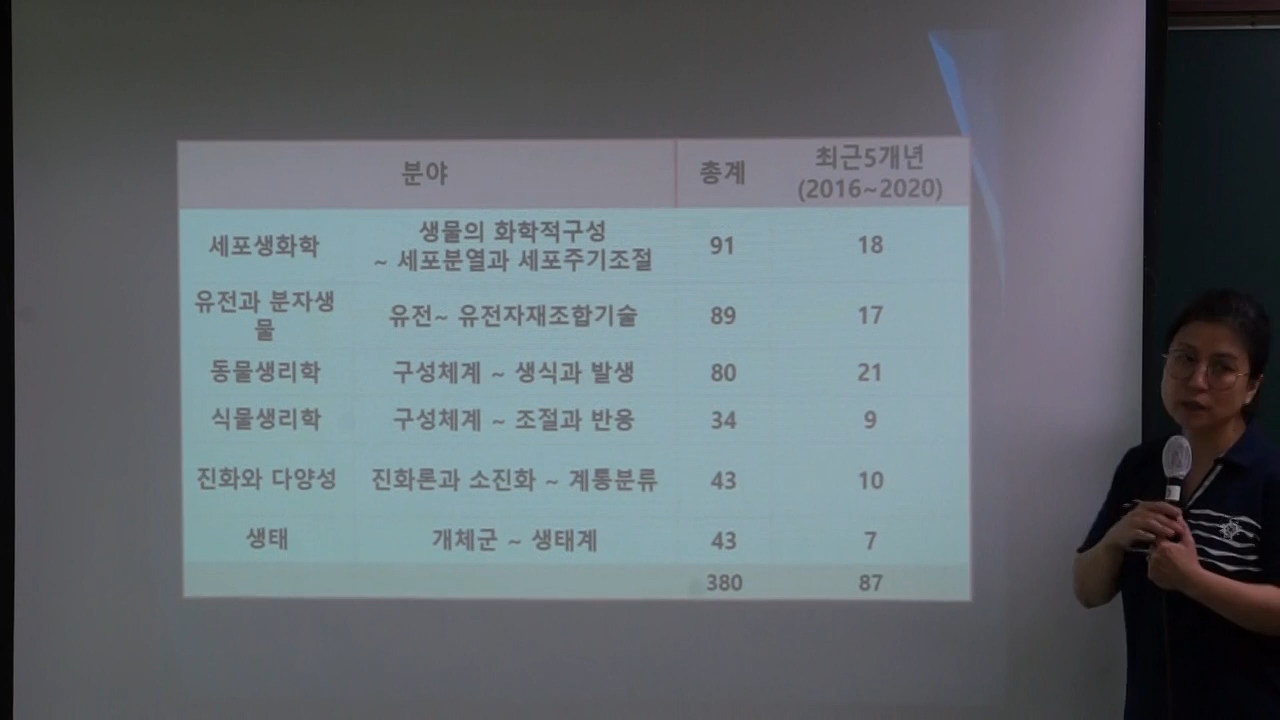 분야 총계 최근5개년
(2016~2020)
세포생화학 생물의 화학적구성
~ 세포분열과 세포주기조절 91 18
유전과 분자생
물 유전~ 유전자재조합기술 89 17
동물생리학 구성체계 ~ 생식과 발생 80 21
식물생리학 구성체계 ~ 조절과 반응 34 9
진화와 다양성 진화론과 소진화 ~ 계통분류 43 10
생태 개체군 ~ 생태계 43 7
380 87